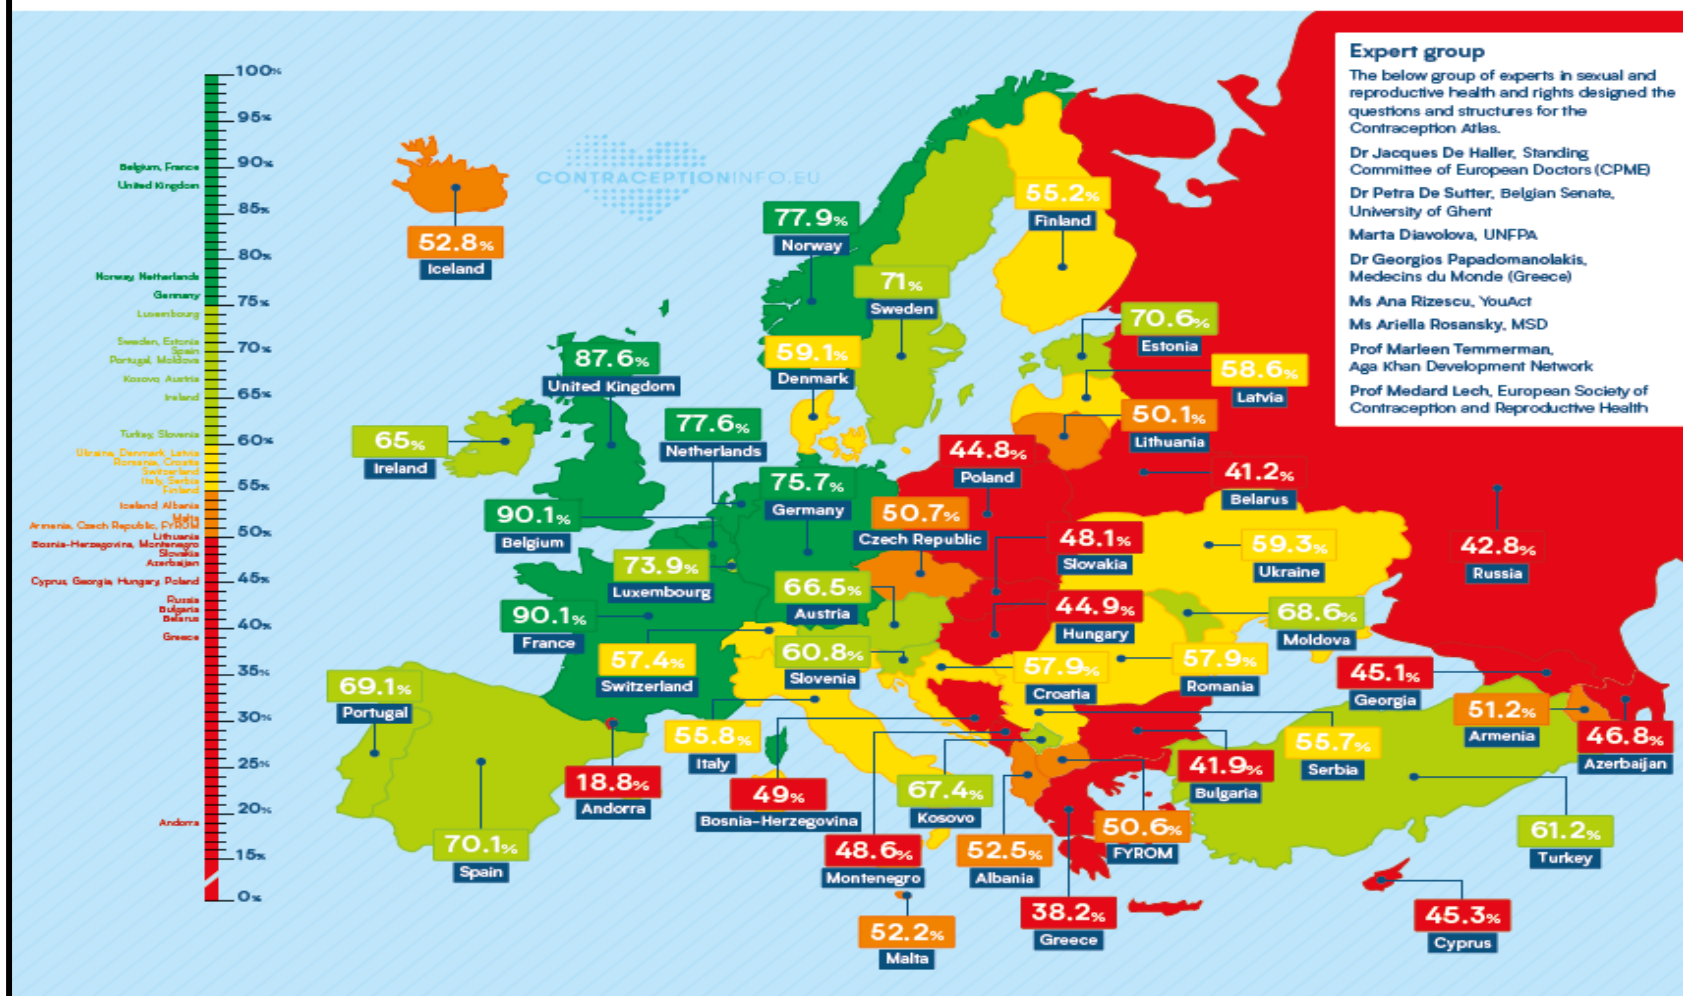 100%
95%
90%
85%
80%
75%
70%
65%
60%
55%
50%
45%
40%
35%
30%
25%
20%
15%
0%
Belgium, France
United Kingdom
Norway, Netherlands
Germany
Luxembourg
Sweden, Estonia
Spain
Portugal, Moldova
Kosovo, Austria
Ireland
Turkey, Slovenia
Ukraine, Denmark, Latvia
Romania, Croatia
Switzerland
Italy, Serbia
Finland
Iceland, Albania
Malta
Armenia, Czech Republic, FYROM
Lithuania
Bosnia-Herzegovina, Montenegro
Slovakia
Azerbaijan
Cyprus, Georgia, Hungary, Poland
Russia
Bulgaria
Belarus
Greece
Andorra
CONTRACEPTIONINFO.EU
52.8%
Iceland
77.9%
Norway
55.2%
Finland
71%
Sweden
70.6%
Estonia
87.6%
United Kingdom
59.1%
Denmark
58.6%
Latvia
65%
Ireland
77.6%
Netherlands
50.1%
Lithuania
44.8%
Poland
41.2%
Belarus
75.7%
Germany
90.1%
Belgium
50.7%
Czech Republic
48.1%
Slovakia
59.3%
Ukraine
42.8%
Russia
73.9%
Luxembourg
66.5%
Austria
90.1%
France
44.9%
Hungary
68.6%
Moldova
57.4%
Switzerland
60.8%
Slovenia
57.9%
Croatia
57.9%
Romania
45.1%
Georgia
69.1%
Portugal
51.2%
Armenia
55.8%
Italy
55.7%
Serbia
46.8%
Azerbaijan
18.8%
Andorra
49%
Bosnia-Herzegovina
67.4%
Kosovo
41.9%
Bulgaria
70.1%
Spain
48.6%
Montenegro
52.5%
Albania
50.6%
FYROM
61.2%
Turkey
52.2%
Malta
38.2%
Greece
45.3%
Cyprus
Expert group
The below group of experts in sexual and
reproductive health and rights designed the
questions and structures for the
Contraception Atlas.
Dr Jacques De Haller, Standing
Committee of European Doctors (CPME)
Dr Petra De Sutter, Belgian Senate,
University of Ghent
Marta Diavolova, UNFPA
Dr Georgios Papadomanolakis,
Medecins du Monde (Greece)
Ms Ana Rizescu, YouAct
Ms Ariella Rosansky, MSD
Prof Marleen Temmerman,
Aga Khan Development Network
Prof Medard Lech, European Society of
Contraception and Reproductive Health